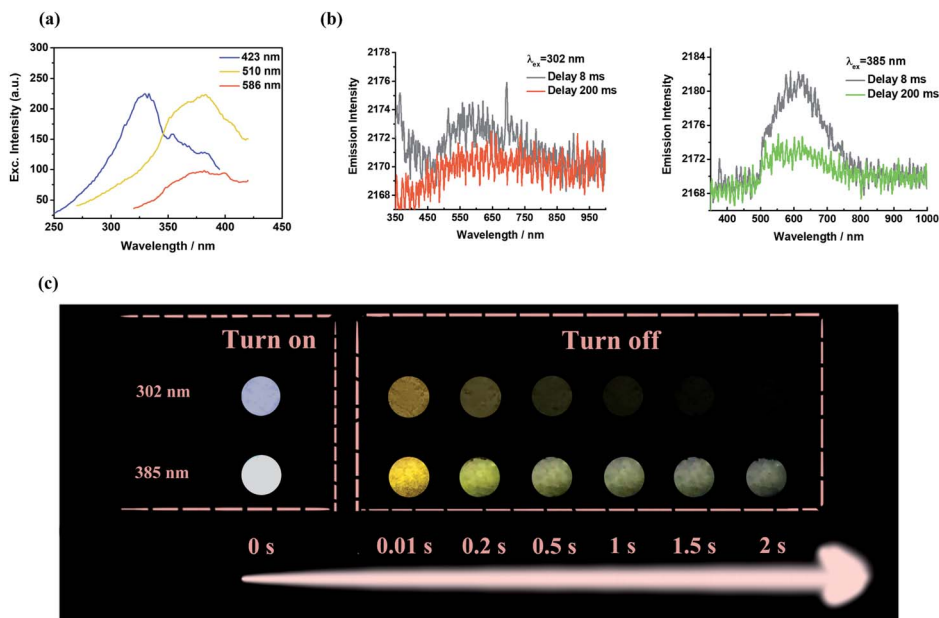 (a)
300
250
200
150
100
50
250 300 350 400 450
Exc. Intensity (a.u.)
Wavelength / nm
423 nm
510 nm
586 nm
(b)
2178
2176
2174
2172
2170
2168
350 450 550 650 750 850 950
Emission Intensity
Wavelength / nm
λex=302 nm
Delay 8 ms
Delay 200 ms
2184
2180
2176
2172
2168
400 500 600 700 800 900 1000
Emission Intensity
Wavelength / nm
λex=385 nm
Delay 8 ms
Delay 200 ms
(c)
Turn on Turn off
302 nm
385 nm
0 s 0.01 s 0.2 s 0.5 s 1 s 1.5 s 2 s